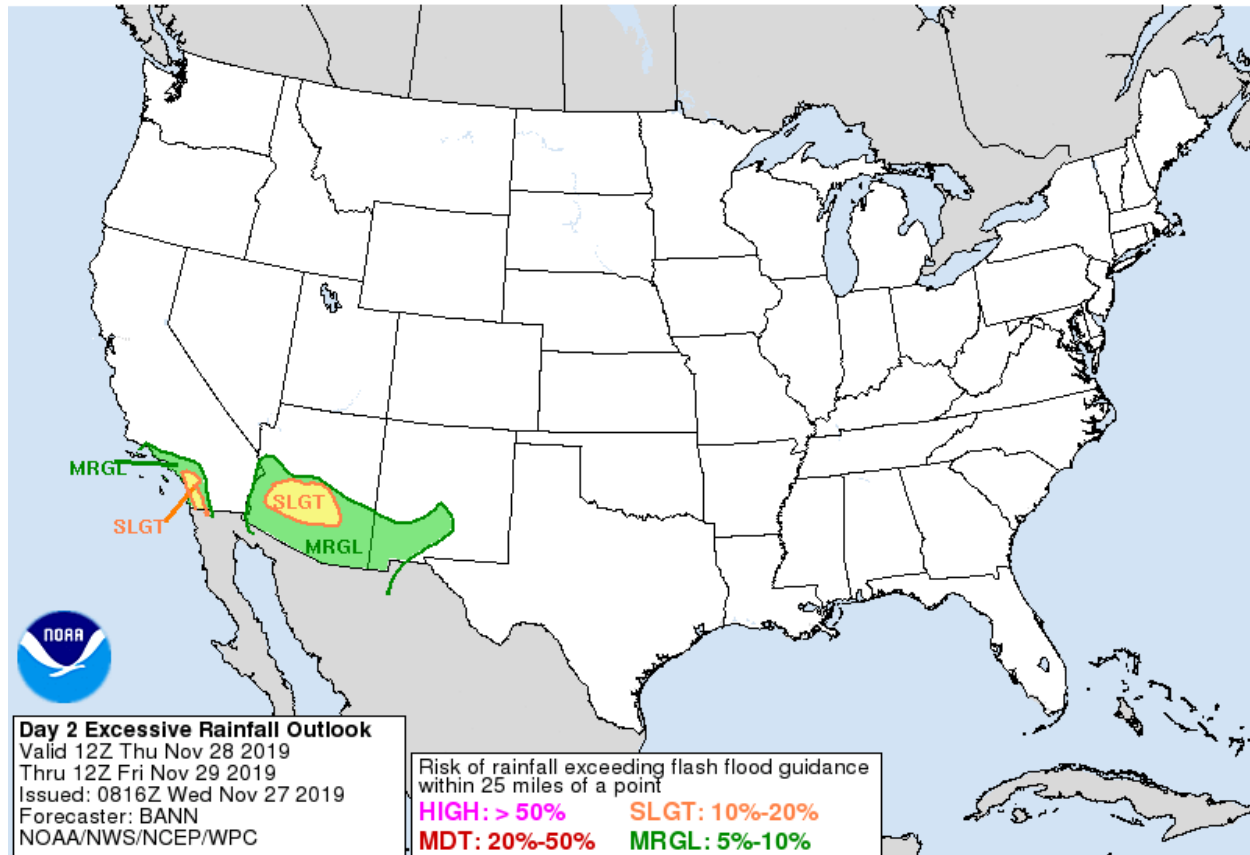 MRGL
SLGT
SLGT
MRGL
NOAA
Day 2 Excessive Rainfall Outlook
Valid 12Z Thu Nov 28 2019
Thru 12Z Fri Nov 29 2019
Issued: 0816Z Wed Nov 27 2019
Forecaster: BANN
NOAA/NWS/NCEP/WPC
Risk of rainfall exceeding flash flood guidance
within 25 miles of a point
HIGH: > 50% SLGT: 10%-20%
MDT: 20%-50% MRGL: 5%-10%